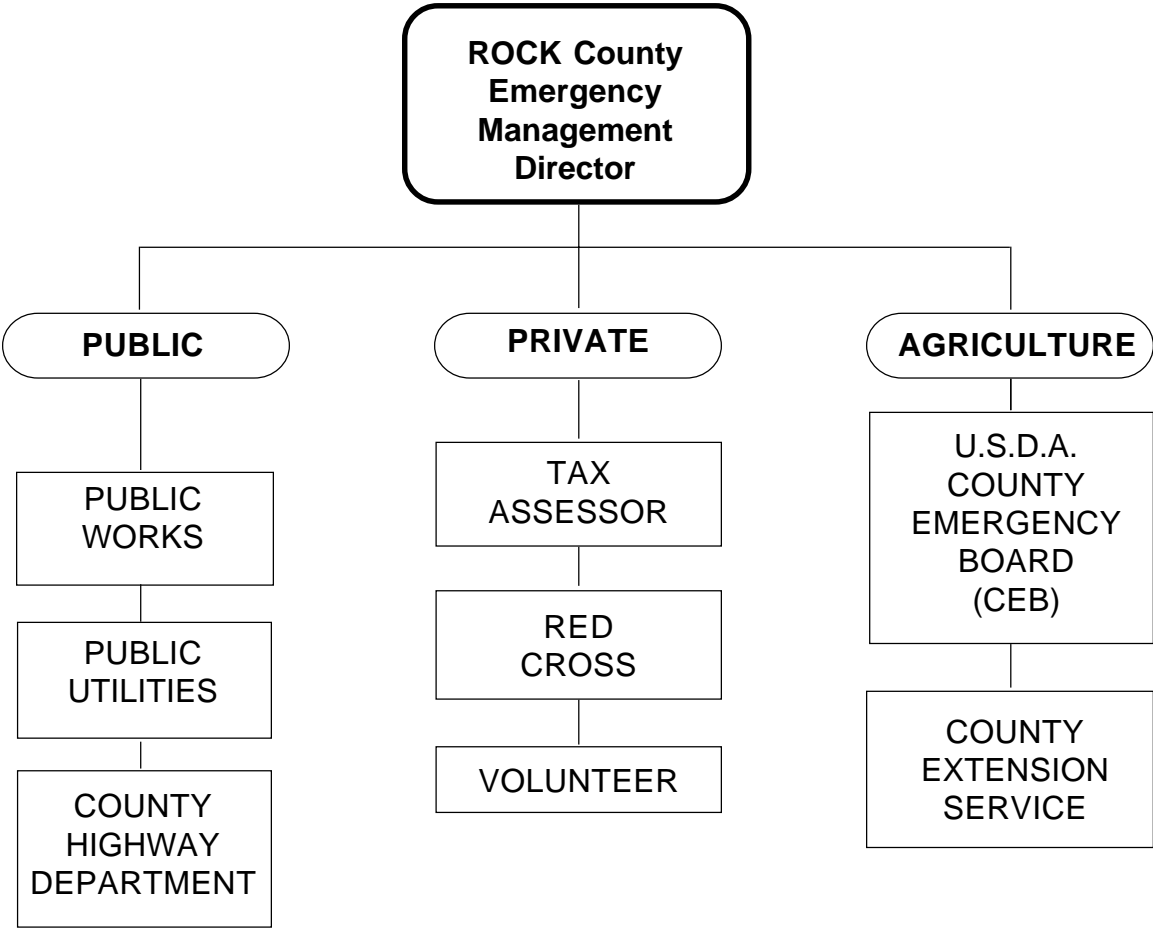 ROCK County
Emergency
Management
Director
PUBLIC
PRIVATE
AGRICULTURE
PUBLIC
WORKS
PUBLIC
UTILITIES
COUNTY
HIGHWAY
DEPARTMENT
TAX
ASSESSOR
RED
CROSS
VOLUNTEER
U.S.D.A.
COUNTY
EMERGENCY
BOARD
(CEB)
COUNTY
EXTENSION
SERVICE